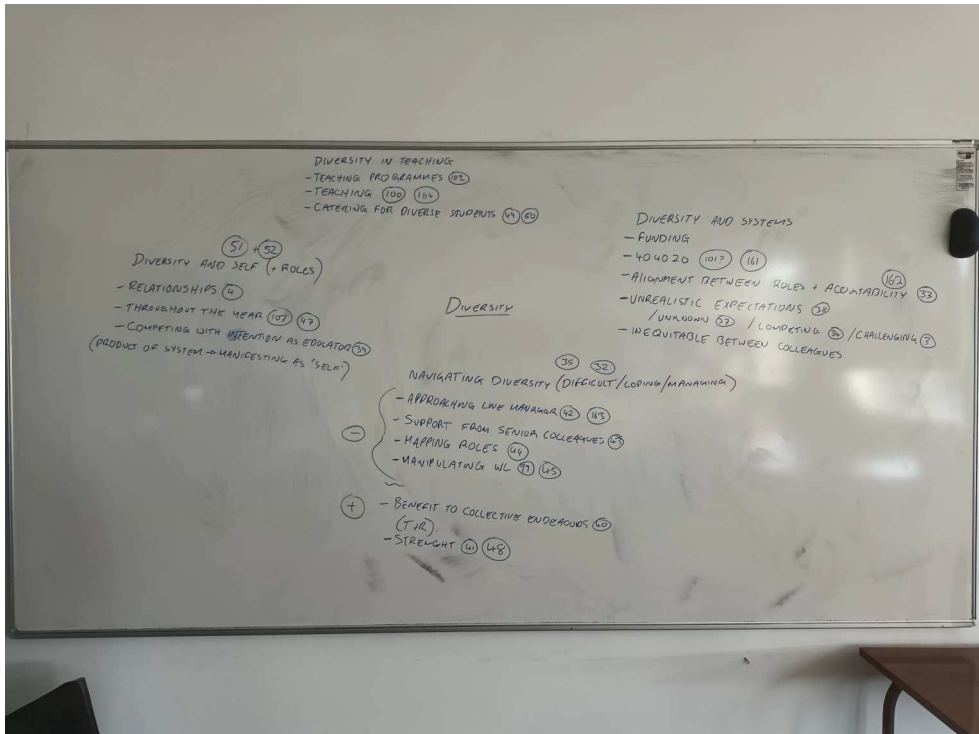 DIVERSITY IN TEACHING
- TEACHING PROGRAMMES (102)
- TEACHING (100) (164)
- CATERING FOR DIVERSE STUDENTS (49) (50)
(51) + (52)
DIVERSITY AND SELF (+ ROLES)
- RELATIONSHIPS (4)
- THROUGHOUT THE YEAR (103) (47)
- COMPETING WITH INTENTION AS EDUCATOR (39)
(PRODUCT OF SYSTEM → MANIFESTING AS 'SELF')
DIVERSITY
DIVERSITY AND SYSTEMS
- FUNDING
- 404020 (101?) (161)
(162)
- ALIGNMENT BETWEEN ROLES + ACCOUNTABILITY (33)
- UNREALISTIC EXPECTATIONS (38)
/UNKNOWN (37) / COMPETING (36) /CHALLENGING (3)
- INEQUITABLE BETWEEN COLLEAGUES
(35) (32)
NAVIGATING DIVERSITY (DIFFICULT/COPING/MANAGING)
- APPROACHING LINE MANAGER (42) (163)
- SUPPORT FROM SENIOR COLLEAGUES (43)
(-)
- MAPPING ROLES (44)
- MANIPULATING WL (99) (45)
(+) - BENEFIT TO COLLECTIVE ENDEAVOURS (40)
(T+R).
- STRENGHT (41) (48)